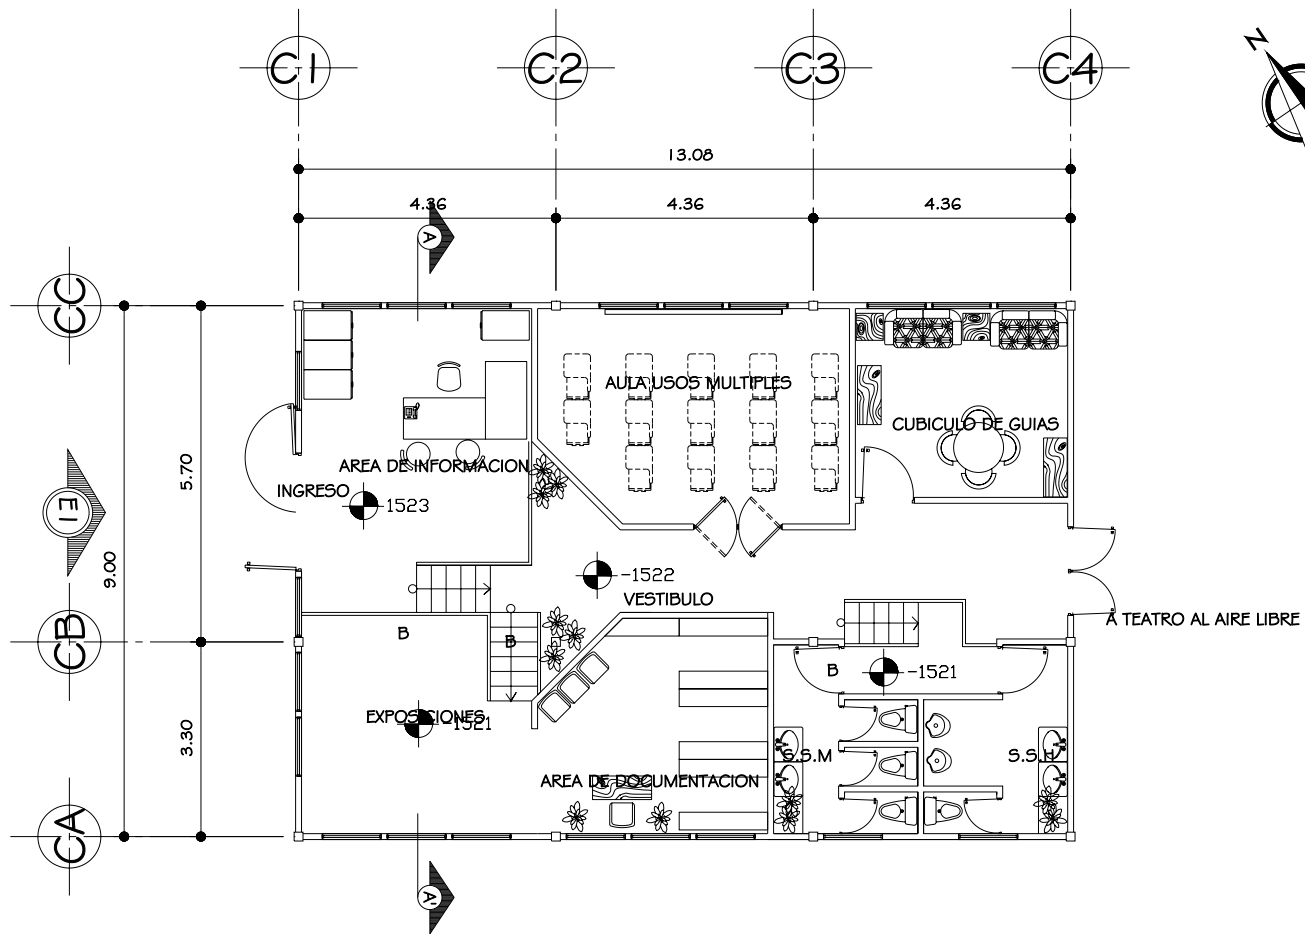 C1 C2 C3 C4
N
13.08
4.36 4.36 4.36
A
CC
AULA USOS MULTIPLES
CUBICULO DE GUIAS
AREA DE INFORMACION
5.70
INGRESO
-1523
E1
9.00
-1522
VESTIBULO
A TEATRO AL AIRE LIBRE
CB
B
B
B
-1521
EXPOSICIONES
-1521
3.30
S.S.M
S.S.H
AREA DE DOCUMENTACION
CA
A'